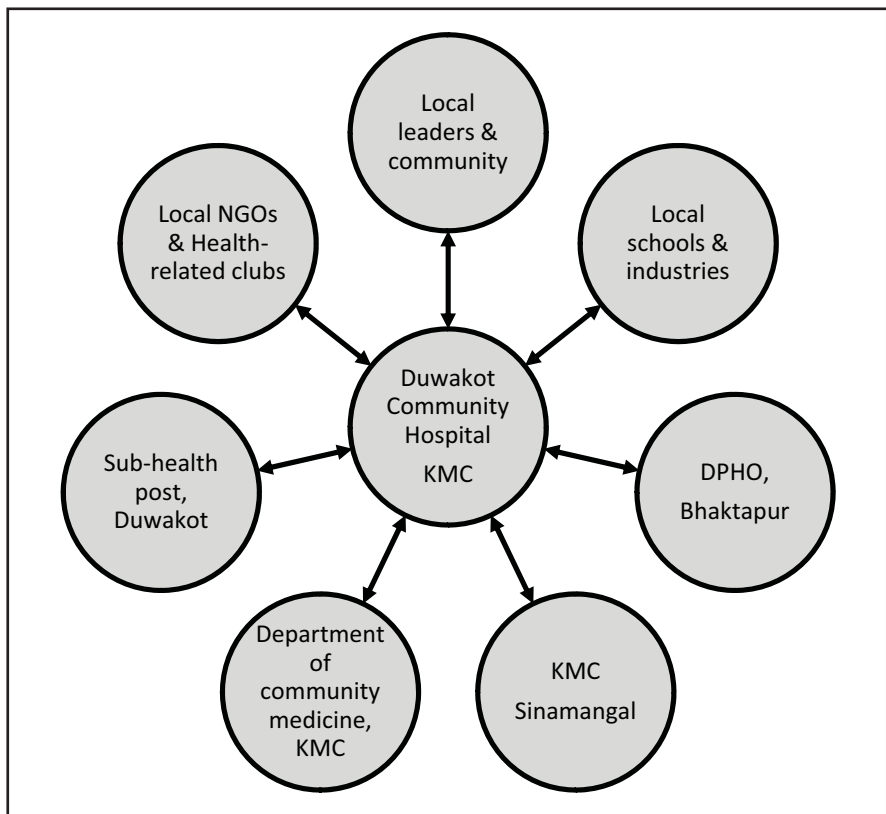 Local
leaders &
community
Local NGOs
& Health-
related clubs
Local
schools &
industries
Duwakot
Community
Hospital
KMC
Sub-health
post,
Duwakot
DPHO,
Bhaktapur
Department
of
community
medicine,
KMC
KMC
Sinamangal